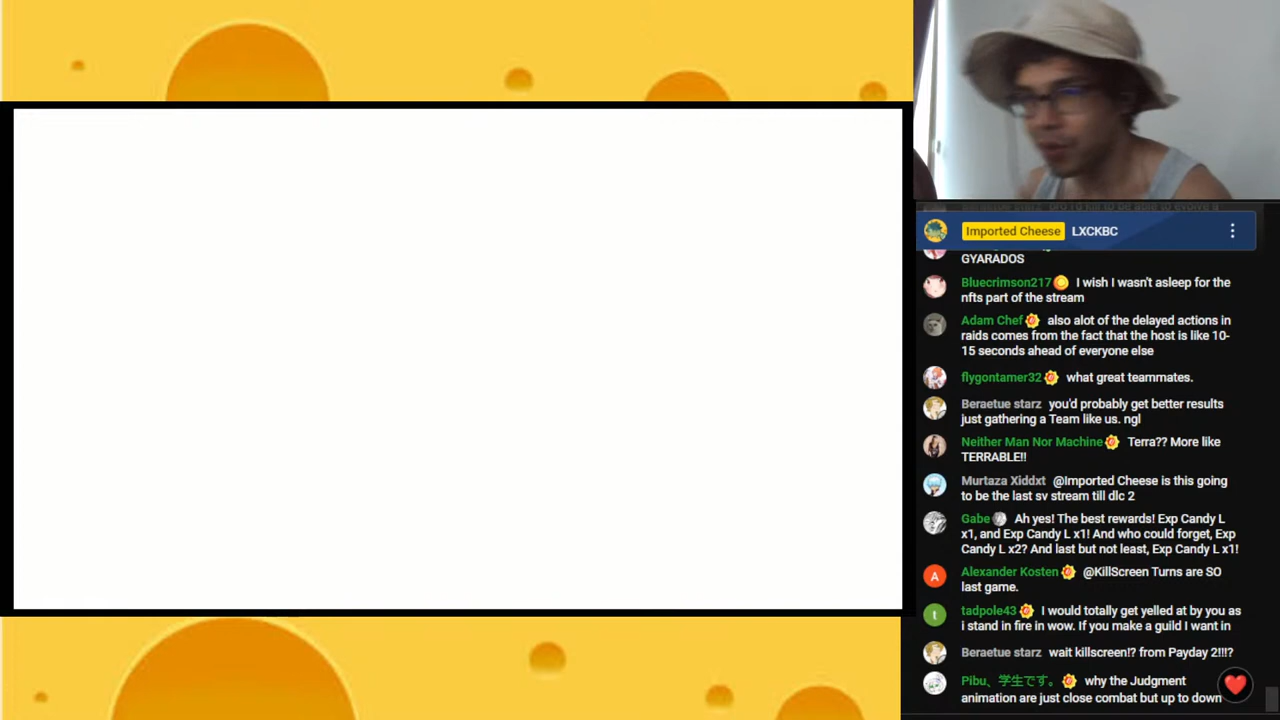 Imported Cheese LXCKBC
GYARADOS
Bluecrimson217 I wish I wasn't asleep for the
nfts part of the stream
Adam Chef also alot of the delayed actions in
raids comes from the fact that the host is like 10-
15 seconds ahead of everyone else
flygontamer32 what great teammates.
Beraetue starz you'd probably get better results
just gathering a Team like us. ngl
Neither Man Nor Machine Terra?? More like
TERRABLE!!
Murtaza Xiddxt @Imported Cheese is this going
to be the last sv stream till dlc 2
Gabe Ah yes! The best rewards! Exp Candy L
x1, and Exp Candy L x1! And who could forget, Exp
Candy L x2? And last but not least, Exp Candy L x1!
A Alexander Kosten @KillScreen Turns are SO
last game.
t tadpole43 I would totally get yelled at by you as
i stand in fire in wow. If you make a guild I want in
Beraetue starz wait killscreen!? from Payday 2!!!?
Pibu、学生です。 why the Judgment
animation are just close combat but up to down